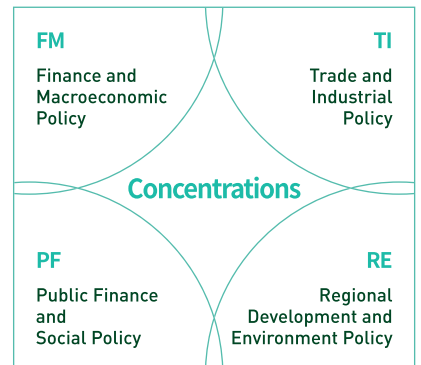 FM
Finance and
Macroeconomic
Policy
TI
Trade and
Industrial
Policy
Concentrations
PF
Public Finance
and
Social Policy
RE
Regional
Development and
Environment Policy